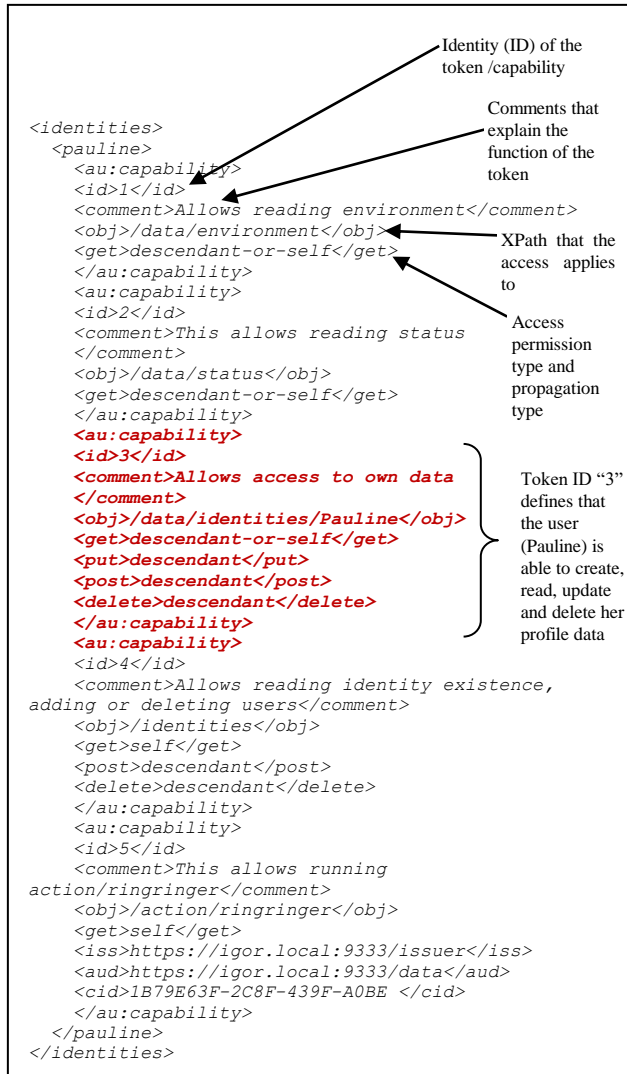 Identity (ID) of the
token /capability
Comments that
explain the
function of the
token
<identities>
<pauline>
<au:capability>
<id>1</id>
<comment>Allows reading environment</comment>
<obj>/data/environment</obj>
<get>descendant-or-self</get>
</au:capability>
XPath that the
access applies
to
<au:capability>
<id>2</id>
<comment>This allows reading status
</comment>
<obj>/data/status</obj>
<get>descendant-or-self</get>
</au:capability>
Access
permission
type and
propagation
type
<au:capability>
<id>3</id>
<comment>Allows access to own data
</comment>
<obj>/data/identities/Pauline</obj>
<get>descendant-or-self</get>
<put>descendant</put>
<post>descendant</post>
<delete>descendant</delete>
</au:capability>
<au:capability>
Token ID “3”
defines that
the user
(Pauline) is
able to create,
read, update
and delete her
profile data
<id>4</id>
<comment>Allows reading identity existence,
adding or deleting users</comment>
<obj>/identities</obj>
<get>self</get>
<post>descendant</post>
<delete>descendant</delete>
</au:capability>
<au:capability>
<id>5</id>
<comment>This allows running
action/ringringer</comment>
<obj>/action/ringringer</obj>
<get>self</get>
<iss>https://igor.local:9333/issuer</iss>
<aud>https://igor.local:9333/data</aud>
<cid>1B79E63F-2C8F-439F-A0BE </cid>
</au:capability>
</pauline>
</identities>